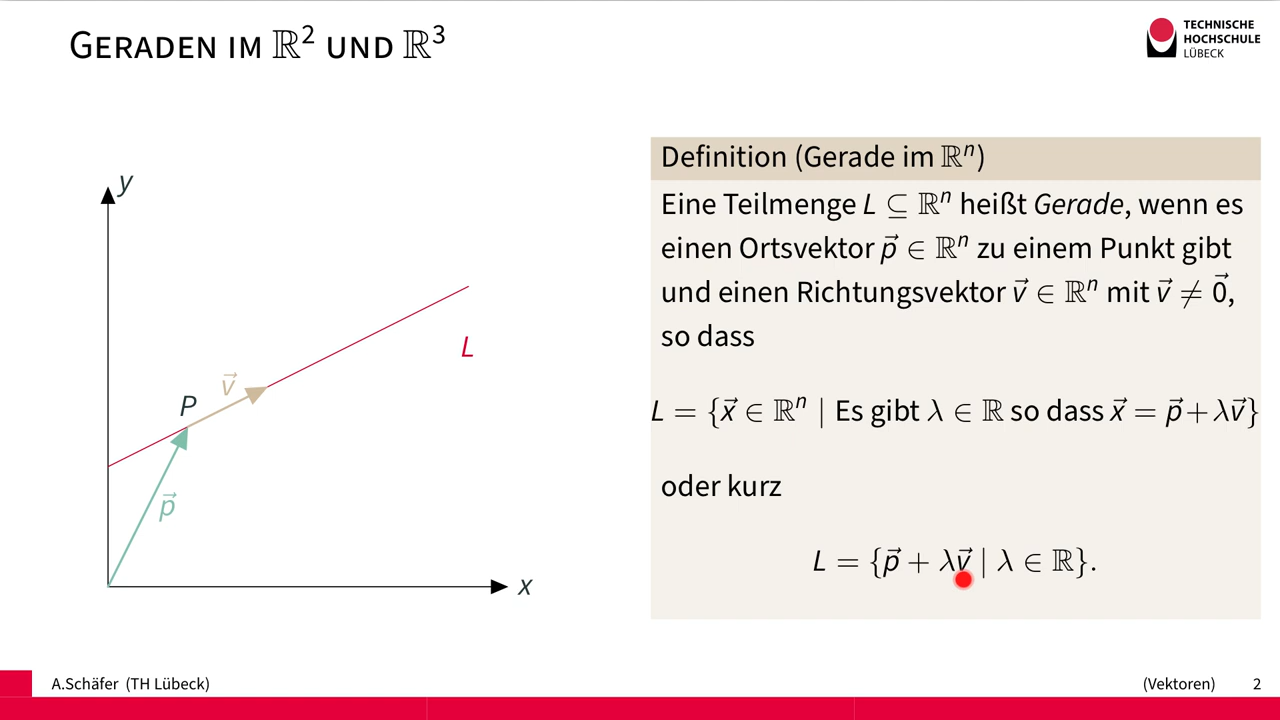 GERADEN IM ℝ² UND ℝ³
TECHNISCHE
HOCHSCHULE
LÜBECK
y
x
L
P
v⃗
p⃗
Definition (Gerade im ℝⁿ)
Eine Teilmenge L ⊆ ℝⁿ heißt Gerade, wenn es
einen Ortsvektor p⃗ ∈ ℝⁿ zu einem Punkt gibt
und einen Richtungsvektor v⃗ ∈ ℝⁿ mit v⃗ ≠ 0⃗,
so dass
L = {x⃗ ∈ ℝⁿ | Es gibt λ ∈ ℝ so dass x⃗ = p⃗ + λv⃗}
oder kurz
L = {p⃗ + λv⃗ | λ ∈ ℝ}.
A.Schäfer (TH Lübeck)
(Vektoren) 2